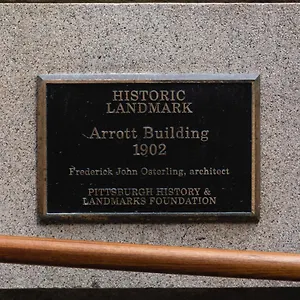 HISTORIC
LANDMARK
Arrott Building
1902
Frederick John Osterling, architect
PITTSBURGH HISTORY &
LANDMARKS FOUNDATION